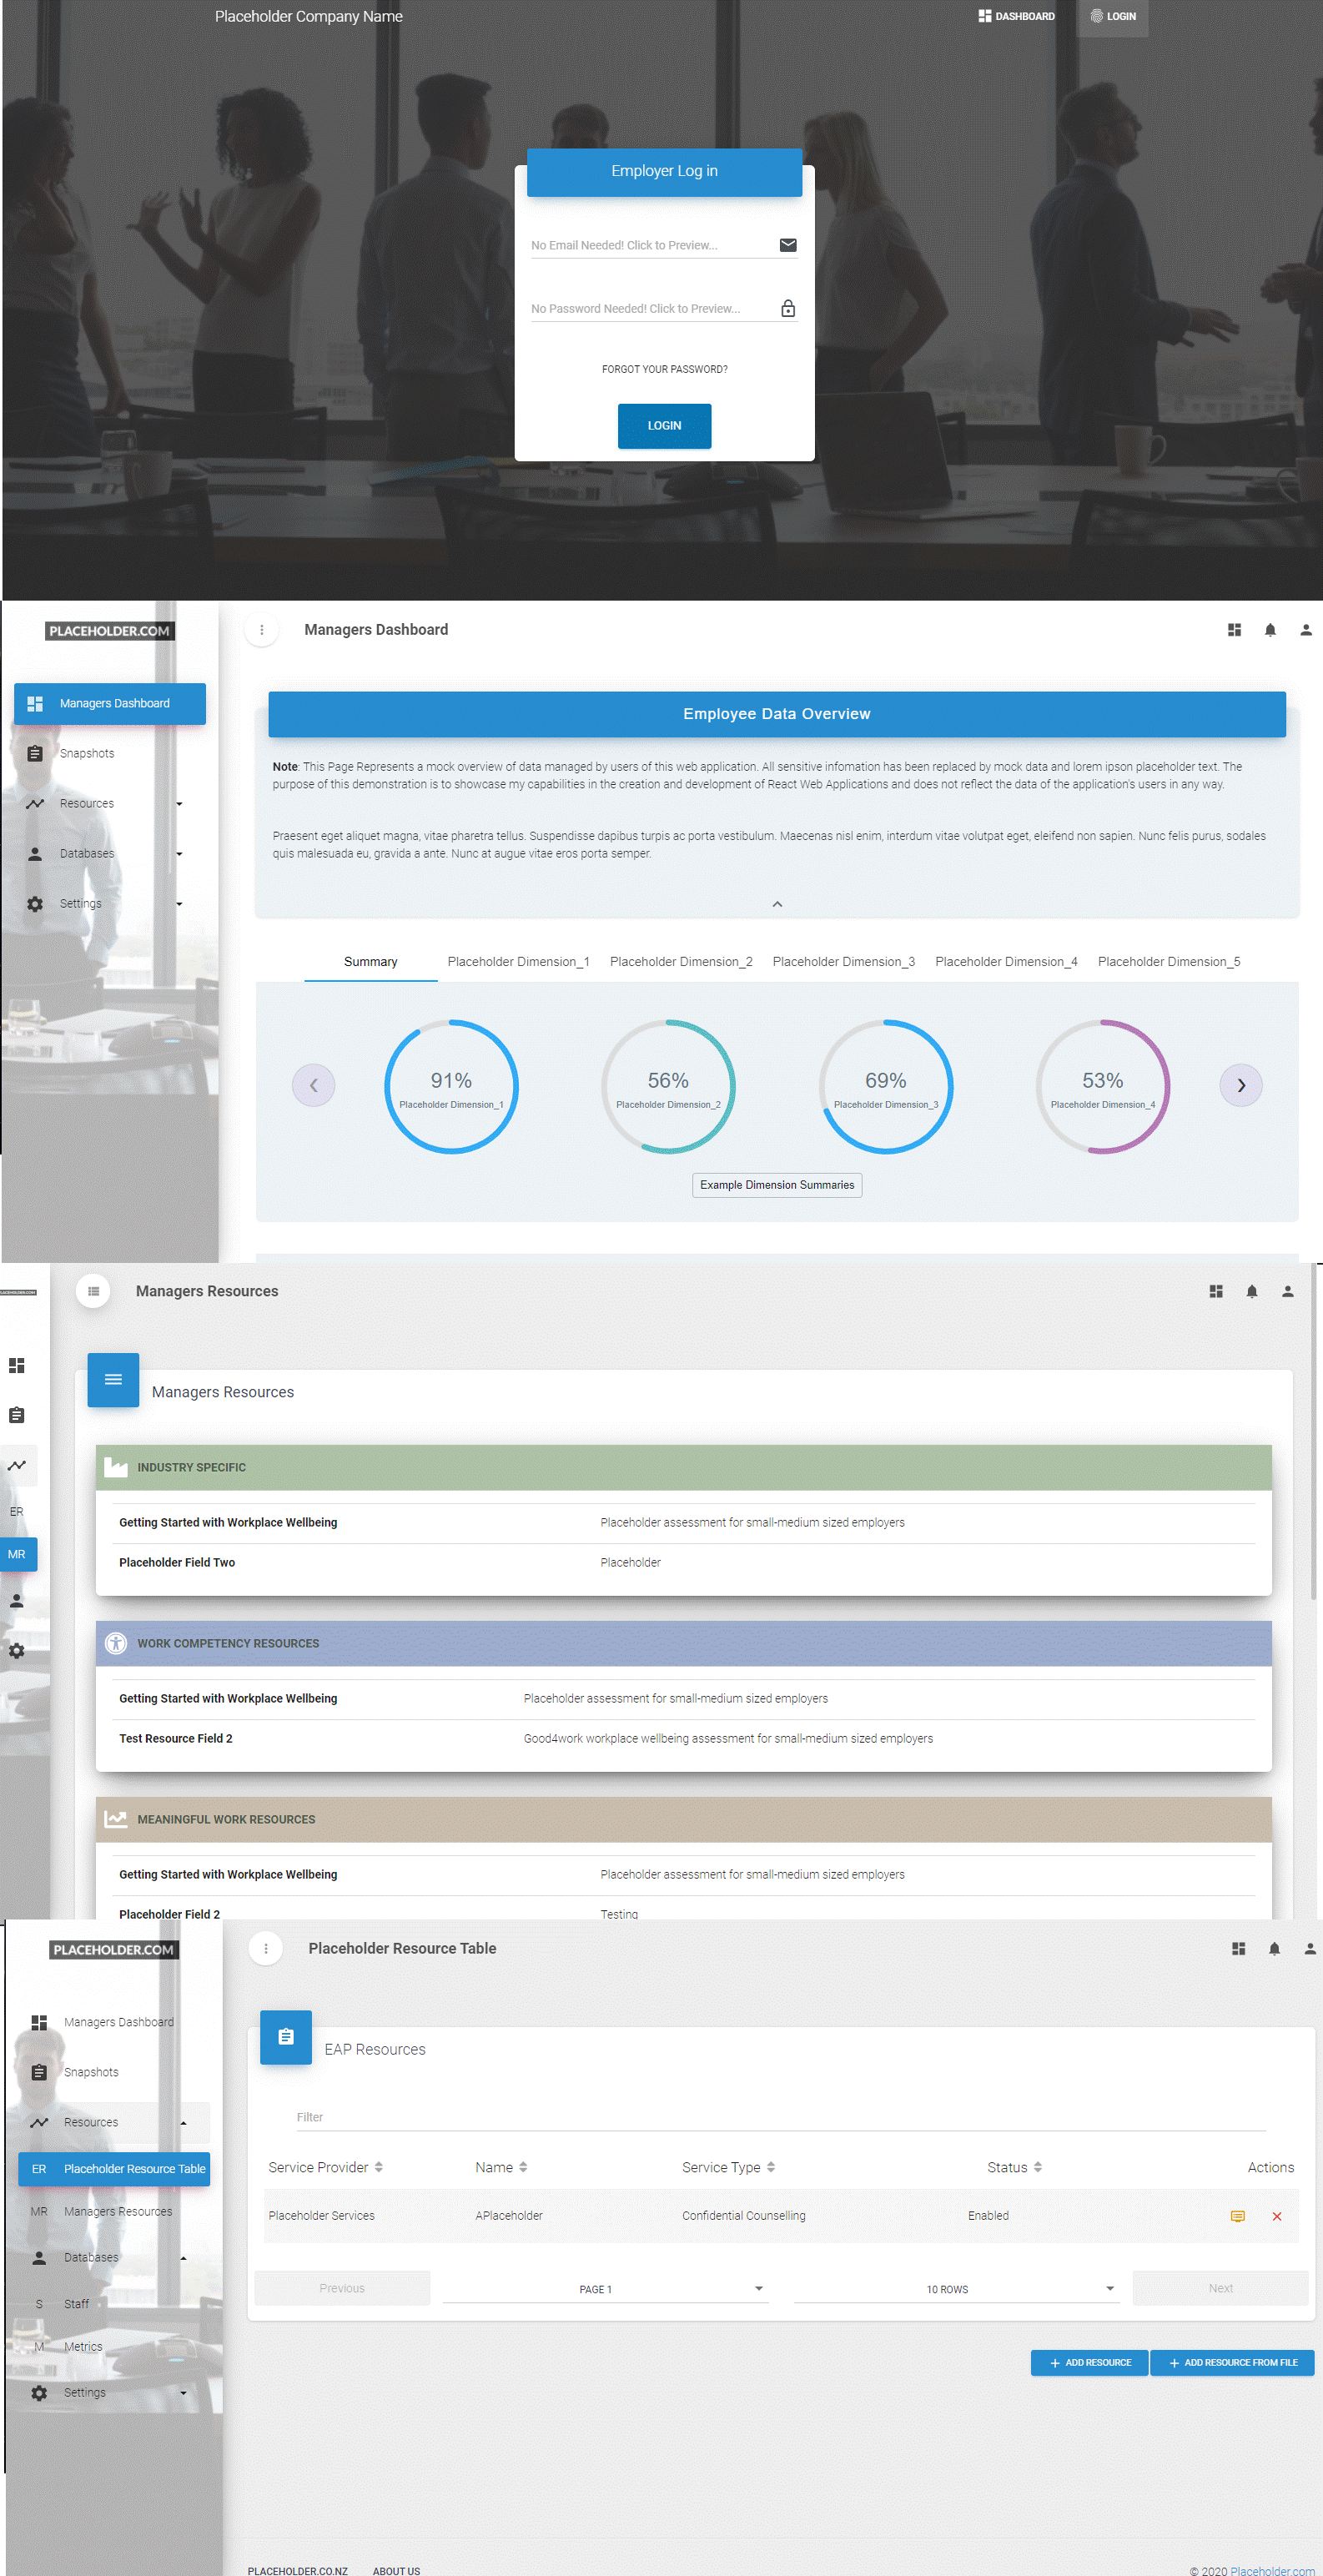 Placeholder Company Name
DASHBOARD
LOGIN
Employer Log in
No Email Needed! Click to Preview...
No Password Needed! Click to Preview...
FORGOT YOUR PASSWORD?
LOGIN
PLACEHOLDER.COM
Managers Dashboard
Managers Dashboard
Snapshots
Resources
Databases
Settings
Employee Data Overview
Note: This Page Represents a mock overview of data managed by users of this web application. All sensitive infomation has been replaced by mock data and lorem ipson placeholder text. The
purpose of this demonstration is to showcase my capabilities in the creation and development of React Web Applications and does not reflect the data of the application's users in any way.
Praesent eget aliquet magna, vitae pharetra tellus. Suspendisse dapibus turpis ac porta vestibulum. Maecenas nisl enim, interdum vitae volutpat eget, eleifend non sapien. Nunc felis purus, sodales
quis malesuada eu, gravida a ante. Nunc at augue vitae eros porta semper.
Summary
Placeholder Dimension_1
Placeholder Dimension_2
Placeholder Dimension_3
Placeholder Dimension_4
Placeholder Dimension_5
91%
Placeholder Dimension_1
56%
Placeholder Dimension_2
69%
Placeholder Dimension_3
53%
Placeholder Dimension_4
Example Dimension Summaries
PLACEHOLDER.COM
Managers Resources
ER
MR
Managers Resources
INDUSTRY SPECIFIC
Getting Started with Workplace Wellbeing
Placeholder assessment for small-medium sized employers
Placeholder Field Two
Placeholder
WORK COMPETENCY RESOURCES
Getting Started with Workplace Wellbeing
Placeholder assessment for small-medium sized employers
Test Resource Field 2
Good4work workplace wellbeing assessment for small-medium sized employers
MEANINGFUL WORK RESOURCES
Getting Started with Workplace Wellbeing
Placeholder assessment for small-medium sized employers
Placeholder Field 2
Testing
PLACEHOLDER.COM
Placeholder Resource Table
Managers Dashboard
Snapshots
Resources
ER Placeholder Resource Table
MR Managers Resources
Databases
S Staff
M Metrics
Settings
EAP Resources
Filter
Service Provider
Name
Service Type
Status
Actions
Placeholder Services
APlaceholder
Confidential Counselling
Enabled
Previous
PAGE 1
10 ROWS
Next
ADD RESOURCE
ADD RESOURCE FROM FILE
PLACEHOLDER.CO.NZ
ABOUT US
© 2020 Placeholder.com